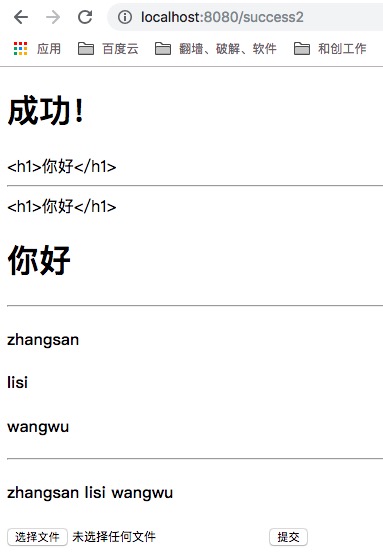 localhost:8080/success2
应用 百度云 翻墙、破解、软件 和创工作
成功！
<h1>你好</h1>
<h1>你好</h1>
你好
zhangsan
lisi
wangwu
zhangsan lisi wangwu
选择文件 未选择任何文件 提交